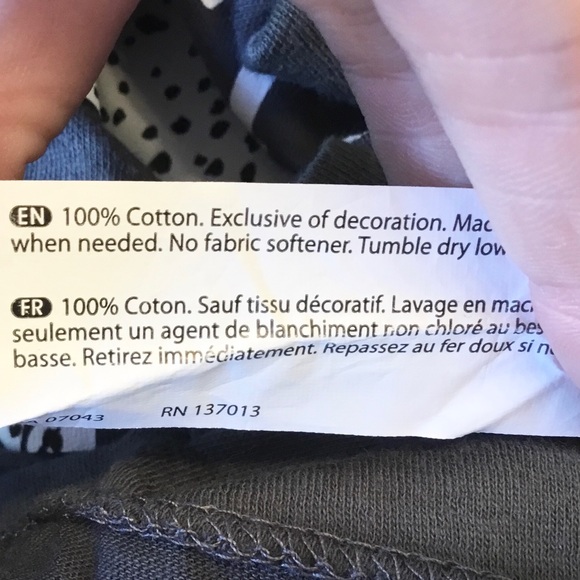 EN 100% Cotton. Exclusive of decoration. Mac
when needed. No fabric softener. Tumble dry low
FR 100% Coton. Sauf tissu décoratif. Lavage en mac
seulement un agent de blanchiment non chloré au bes
basse. Retirez immédiatement. Repassez au fer doux si n
07043 RN 137013